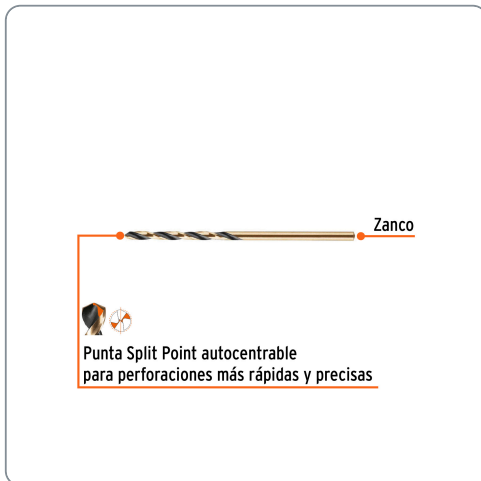 Zanco
Punta Split Point autocentrable
para perforaciones más rápidas y precisas